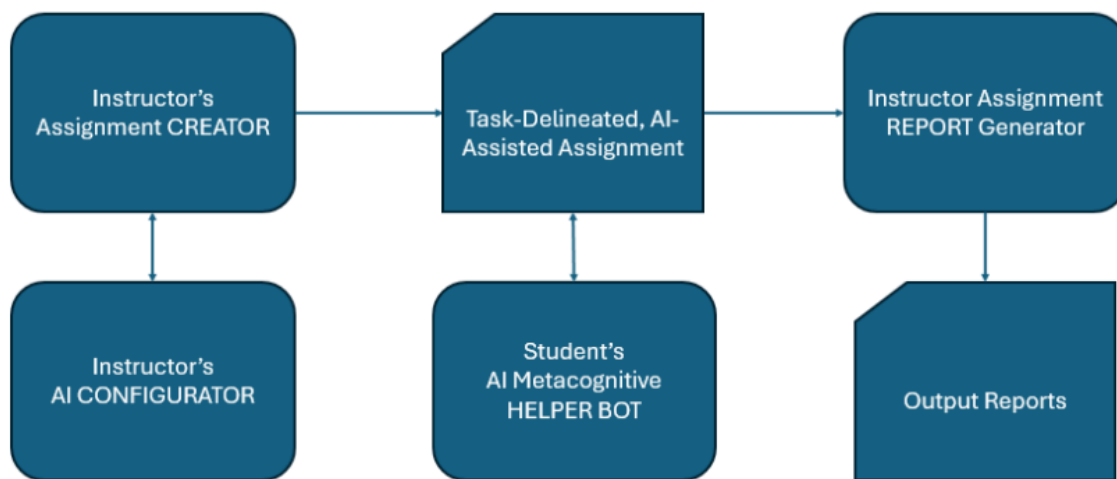 Instructor’s
Assignment CREATOR
Task-Delineated, AI-
Assisted Assignment
Instructor Assignment
REPORT Generator
Instructor’s
AI CONFIGURATOR
Student’s
AI Metacognitive
HELPER BOT
Output Reports